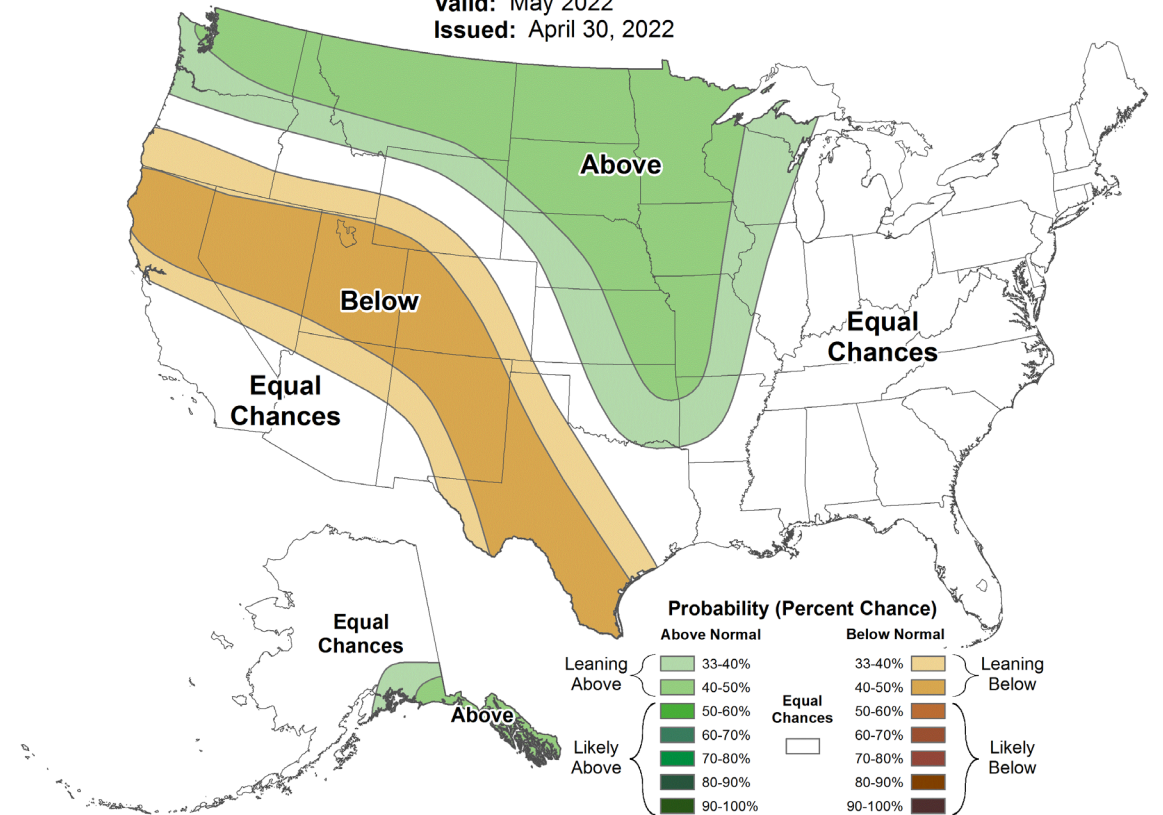 Valid: May 2022
Issued: April 30, 2022
Above
Below
Equal
Chances
Equal
Chances
Equal
Chances
Above
Probability (Percent Chance)
Above Normal
Below Normal
Leaning
Above
33-40%
40-50%
Likely
Above
50-60%
60-70%
70-80%
80-90%
90-100%
Equal
Chances
33-40%
40-50%
Leaning
Below
50-60%
60-70%
70-80%
80-90%
90-100%
Likely
Below